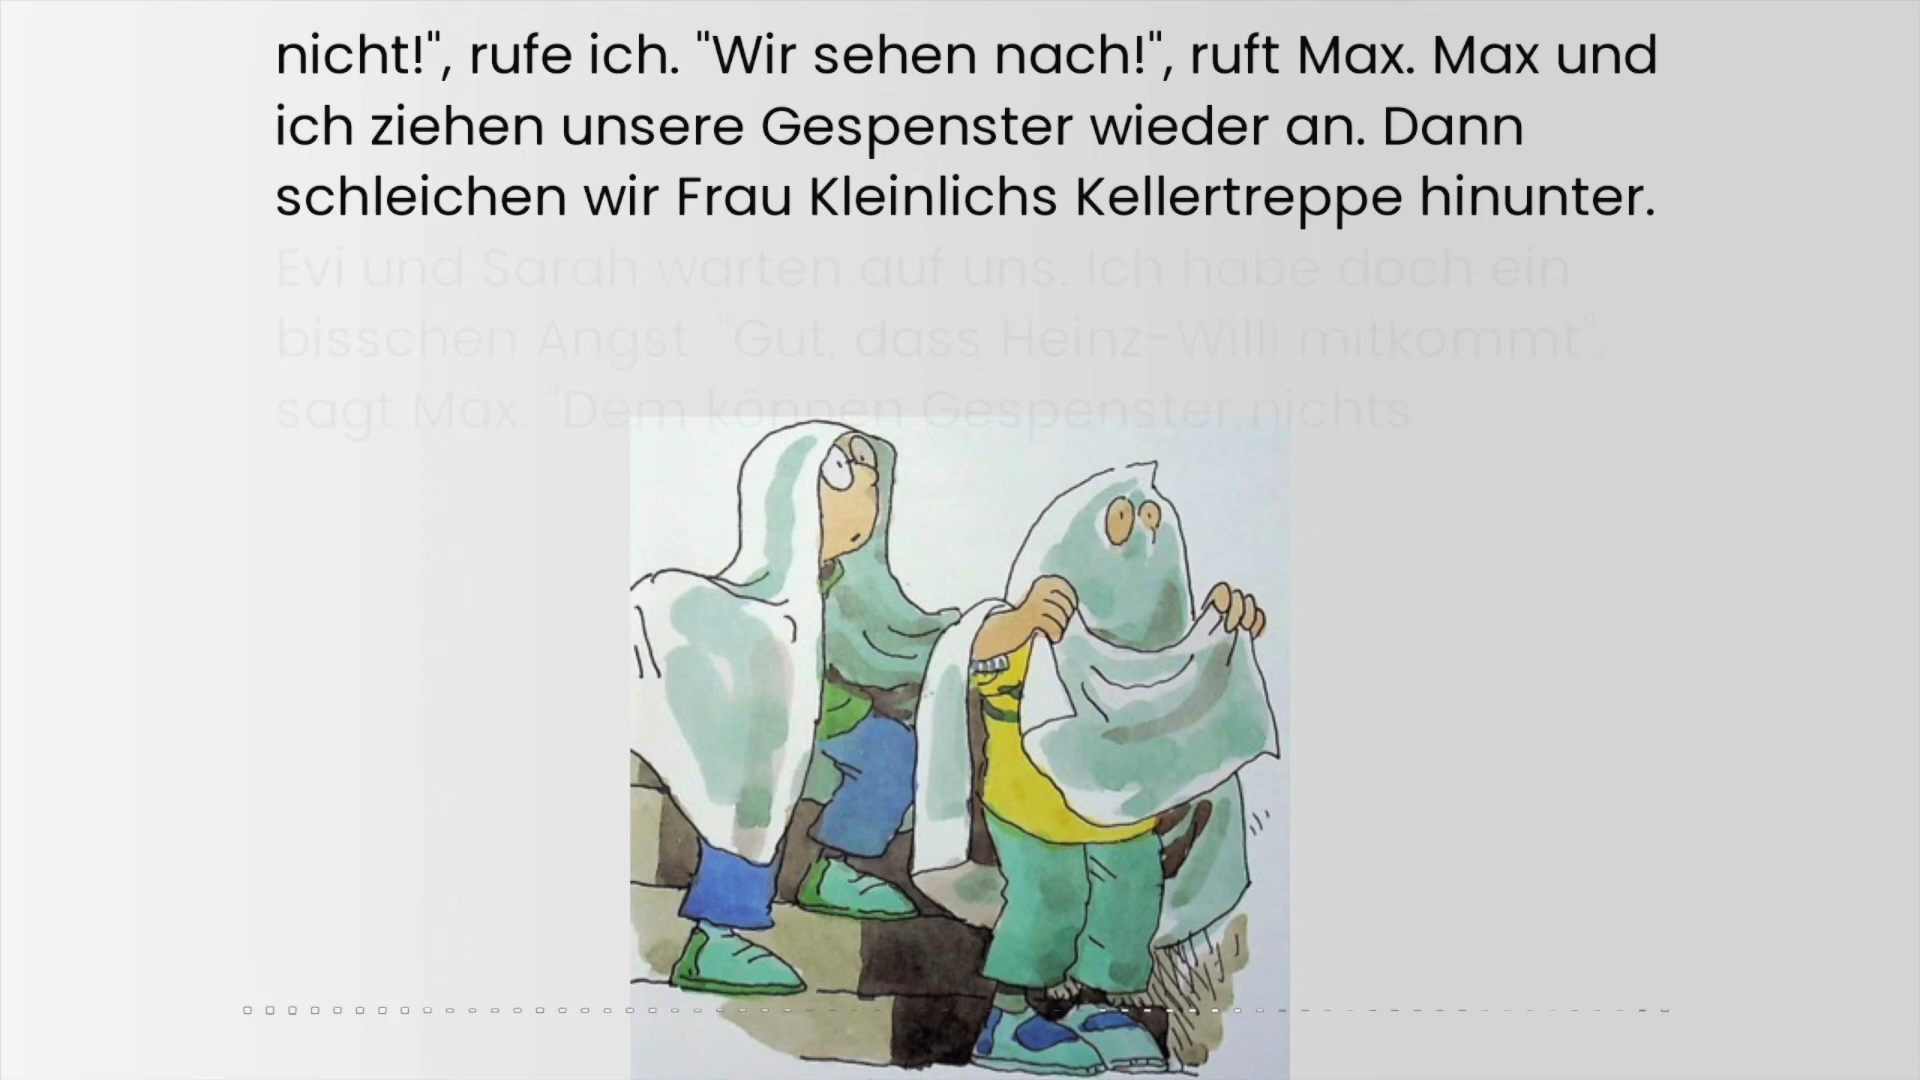 nicht!", rufe ich. "Wir sehen nach!", ruft Max. Max und
ich ziehen unsere Gespenster wieder an. Dann
schleichen wir Frau Kleinlichs Kellertreppe hinunter.
Evi und Sarah warten auf uns. Ich habe doch ein
bisschen Angst. "Gut, dass Heinz-Willi mitkommt",
sagt Max. "Dem können Gespenster nichts